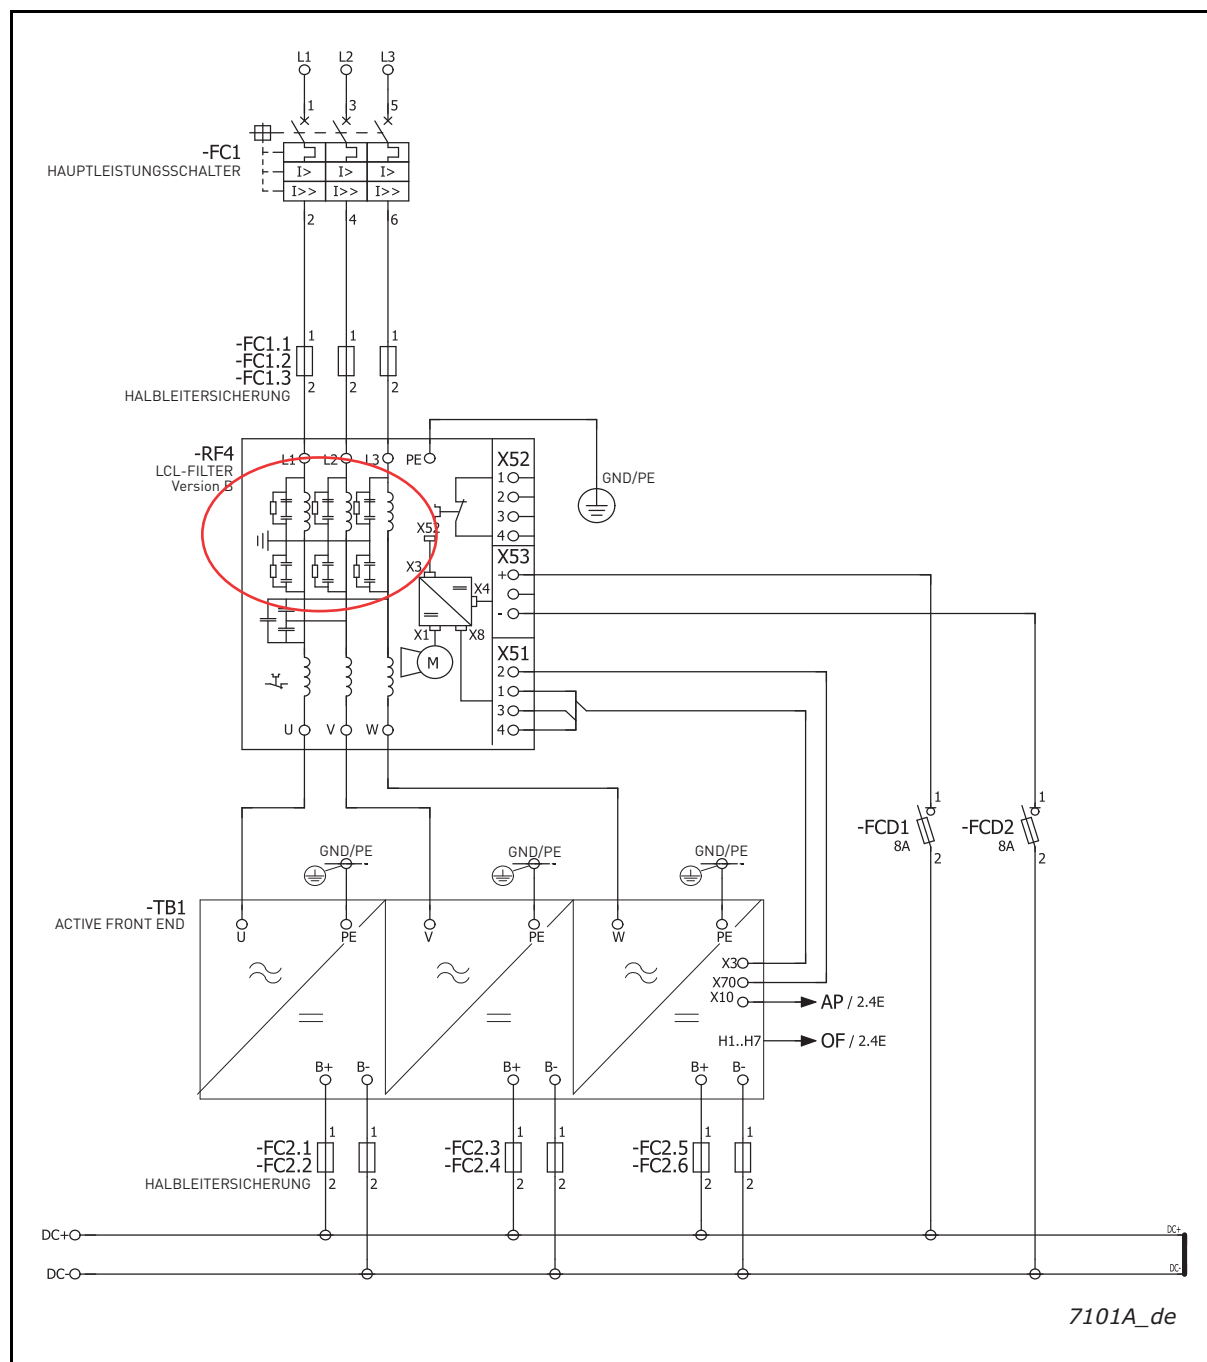 L1 L2 L3
1 3 5
-FC1
HAUPTLEISTUNGSSCHALTER
I> I> I>
I>> I>> I>>
2 4 6
-FC1.1
-FC1.2
-FC1.3
HALBLEITERSICHERUNG
1 1 1
2 2 2
-RF4
LCL-FILTER
Version B
L1 L2 L3 PE
GND/PE
X52
1
2
3
4
X52
X53
+
-
X3
X4
X1
X8
M
X51
2
1
3
4
U V W
-FCD1
8A
1
2
-FCD2
8A
1
2
GND/PE GND/PE GND/PE
-TB1
ACTIVE FRONT END
U PE V PE W PE
X3
X70
X10
AP / 2.4E
H1..H7
OF / 2.4E
B+ B- B+ B- B+ B-
-FC2.1
-FC2.2
HALBLEITERSICHERUNG
1 1
2 2
-FC2.3
-FC2.4
1 1
2 2
-FC2.5
-FC2.6
1 1
2 2
DC+
DC+
DC-
DC-
7101A_de